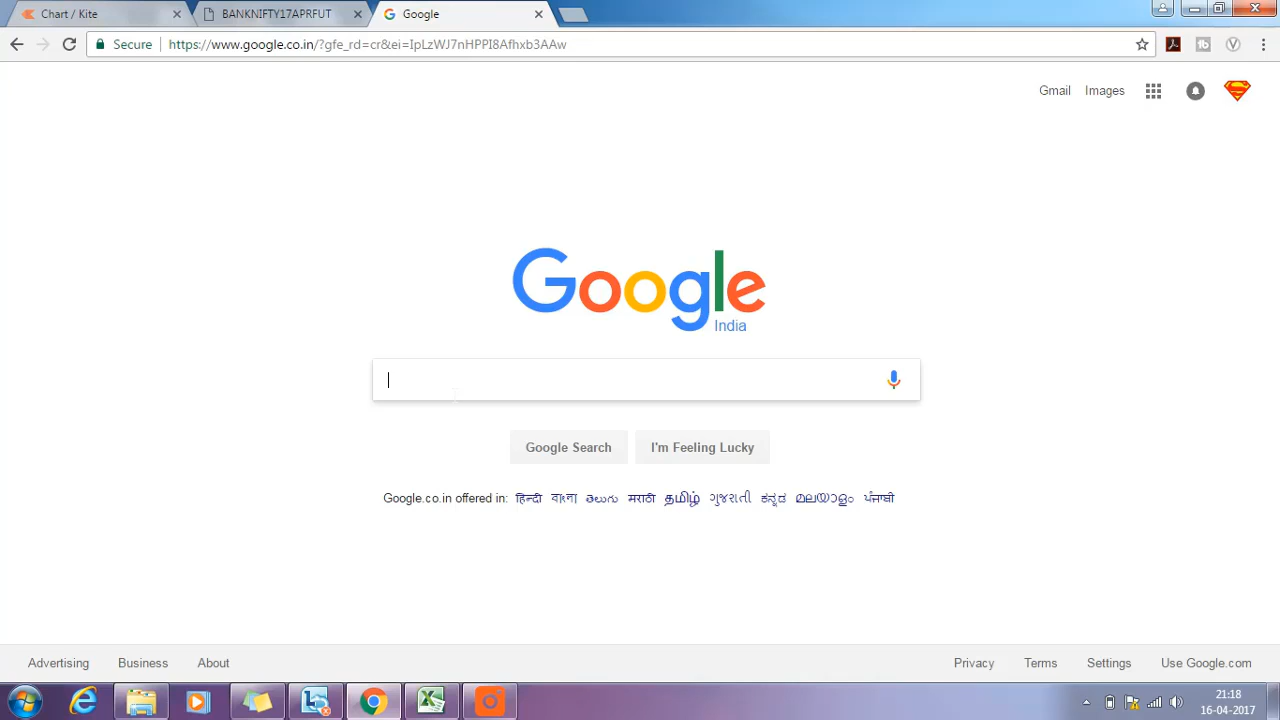 Chart / Kite
BANKNIFTY17APRFUT
Google
Secure
https://www.google.co.in/?gfe_rd=cr&ei=IpLzWJ7nHPPI8Afhxb3AAw
Gmail Images
Google
India
Google Search
I'm Feeling Lucky
Google.co.in offered in: हिन्दी বাংলা తెలుగు मराठी தமிழ் ગુજરાતી ಕನ್ನಡ മലയാളം ਪੰਜਾਬੀ
Advertising Business About Privacy Terms Settings Use Google.com
21:18
16-04-2017